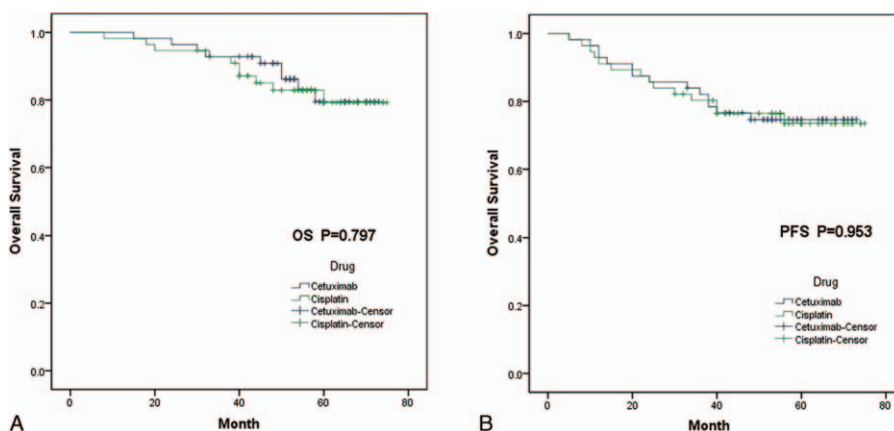 1.0
0.8
0.6
0.4
0.2
0.0
Overall Survival
OS P=0.797
Drug
Cetuximab
Cisplatin
Cetuximab-Censor
Cisplatin-Censor
0 20 40 60 80
Month
A
1.0
0.8
0.6
0.4
0.2
0.0
Overall Survival
PFS P=0.953
Drug
Cetuximab
Cisplatin
Cetuximab-Censor
Cisplatin-Censor
0 20 40 60 80
Month
B